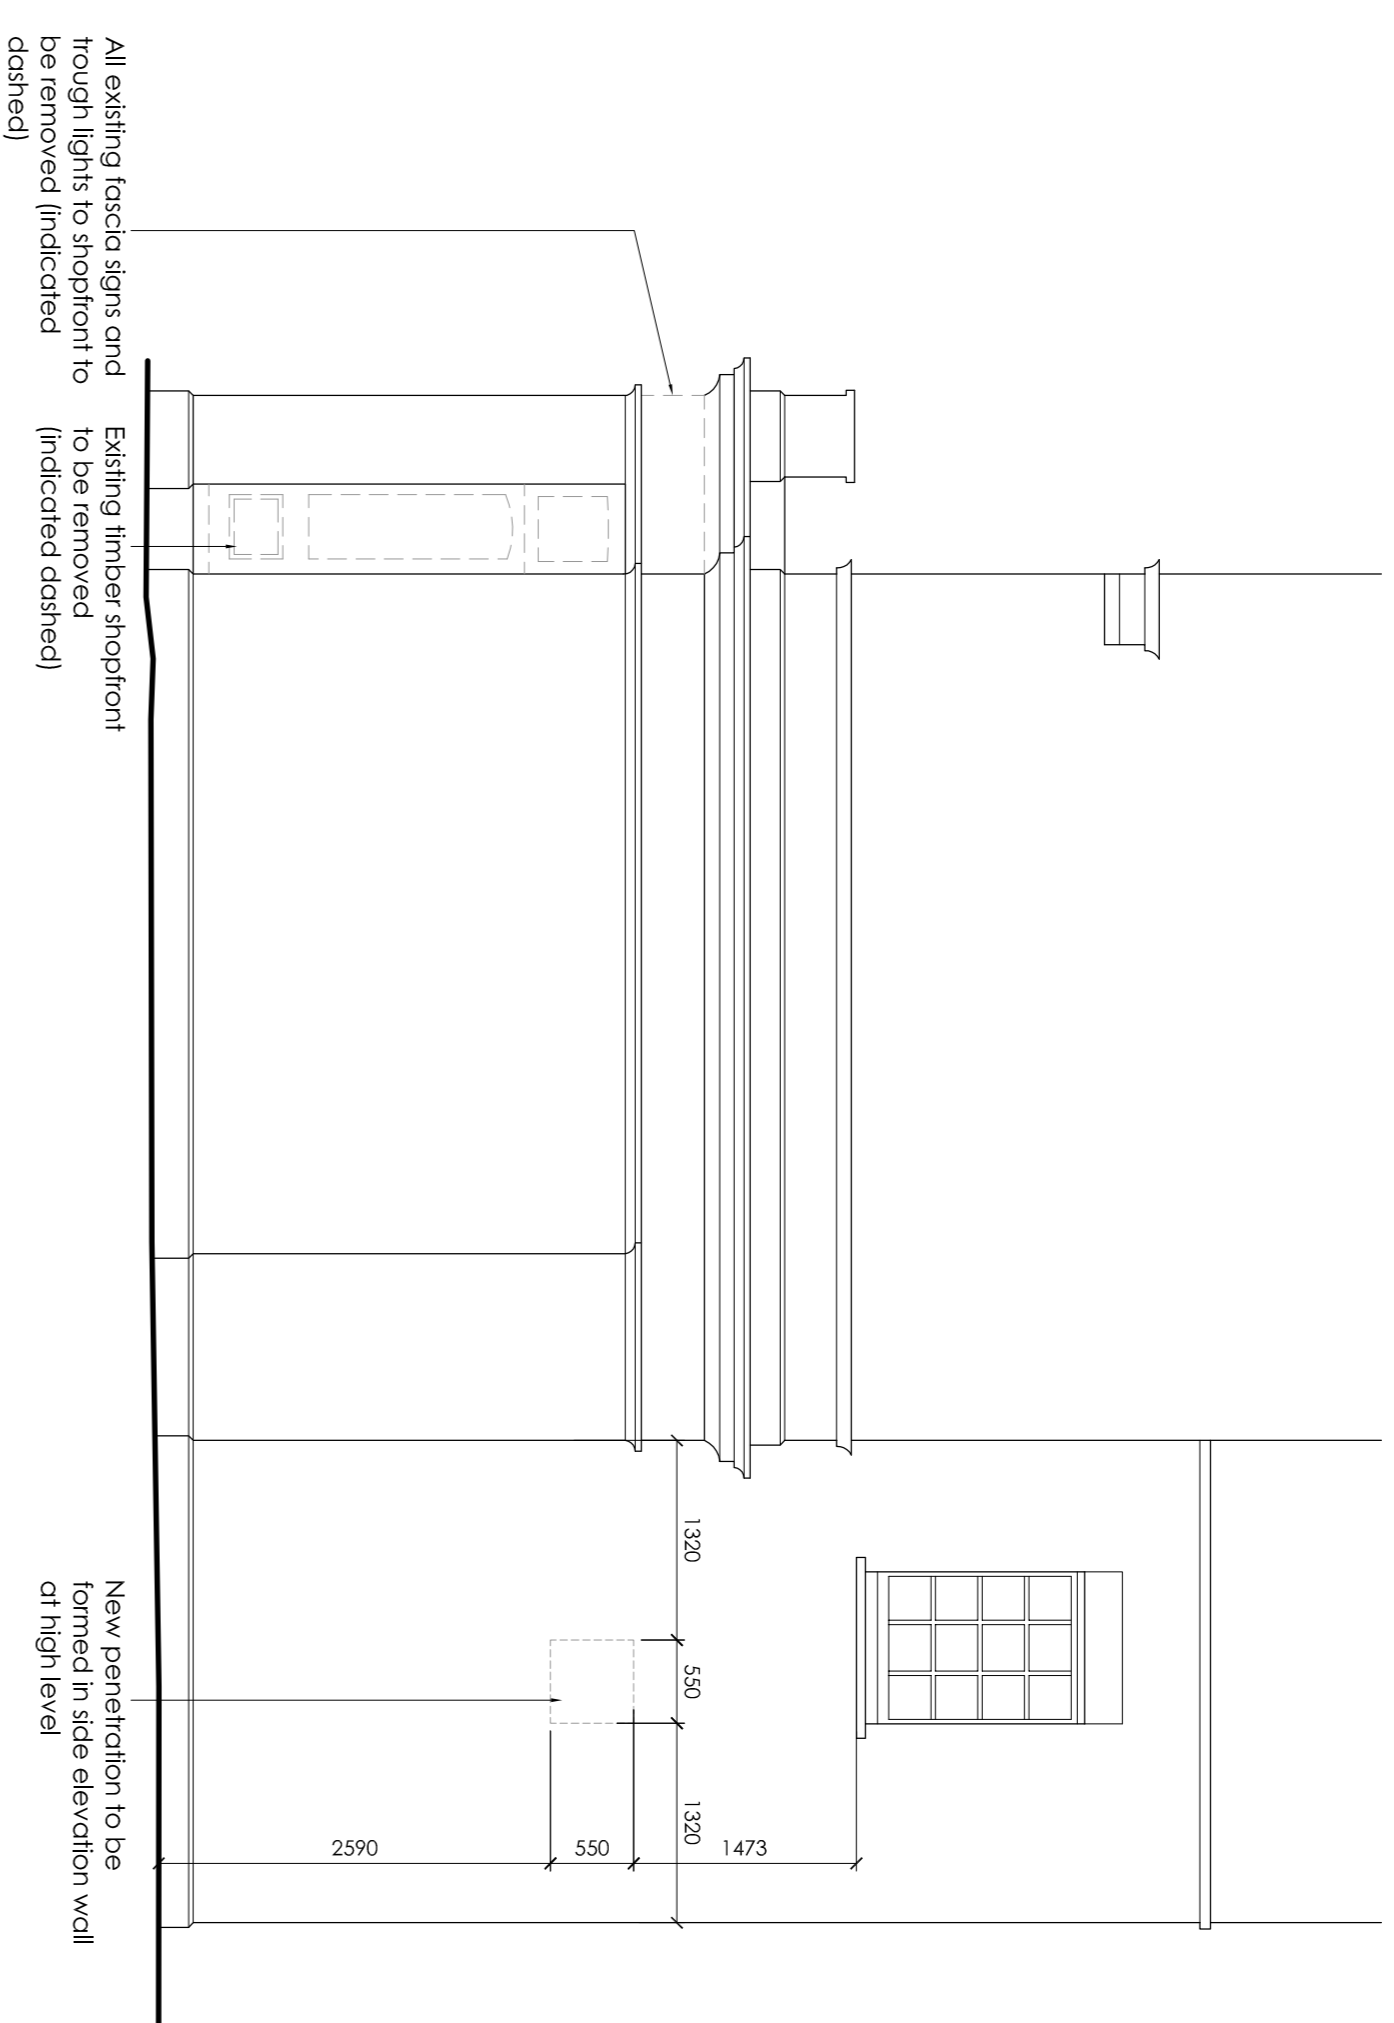 All existing fascia signs and
trough lights to shopfront to
be removed (indicated
dashed)
Existing timber shopfront
to be removed
(indicated dashed)
New penetration to be
formed in side elevation wall
at high level
1320
550
1320
2590
550
1473